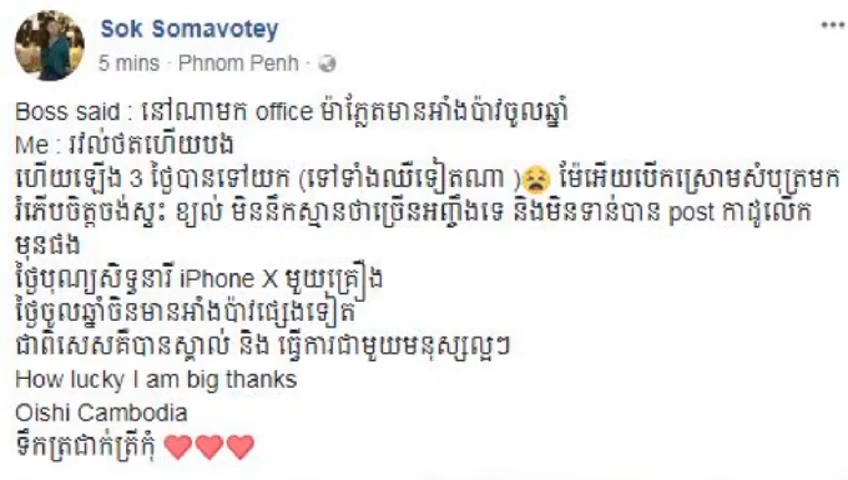 Sok Somavotey
5 mins · Phnom Penh ·
Boss said : នៅណាមក office ម៉ាភ្លែតមានអាំងប៉ាវចូលឆ្នាំ
Me : រវល់ថតហើយបង
ហើយឡើង 3 ថ្ងៃបានទៅយក (ទៅទាំងឈឺទៀតណា )😫 ម៉ែអើយបើកស្រោមសំបុត្រមក
រំភើបចិត្តចង់ស្ទះ ខ្យល់ មិននឹកស្មានថាច្រើនអញ្ចឹងទេ និងមិនទាន់បាន post កាដូលើក
មុនផង
ថ្ងៃបុណ្យសិទ្ធនារី iPhone X មួយគ្រឿង
ថ្ងៃចូលឆ្នាំចិនមានអាំងប៉ាវផ្សេងទៀត
ជាពិសេសគឺបានស្គាល់ និង ធ្វើការជាមួយមនុស្សល្អៗ
How lucky I am big thanks
Oishi Cambodia
ទឹកត្រជាក់ត្រីកុំ ❤❤❤